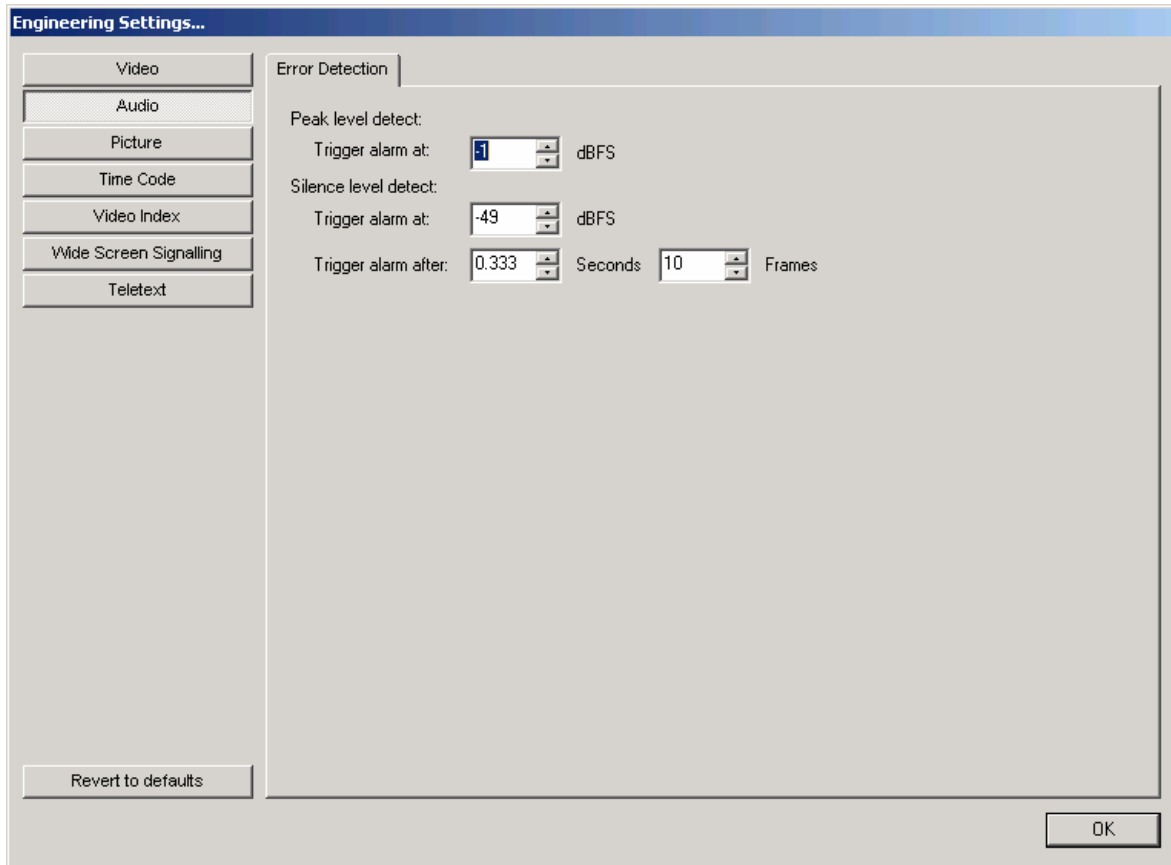 Engineering Settings...
Video
Audio
Picture
Time Code
Video Index
Wide Screen Signalling
Teletext
Revert to defaults
Error Detection
Peak level detect:
Trigger alarm at: -1 dBFS
Silence level detect:
Trigger alarm at: -49 dBFS
Trigger alarm after: 0.333 Seconds 10 Frames
OK